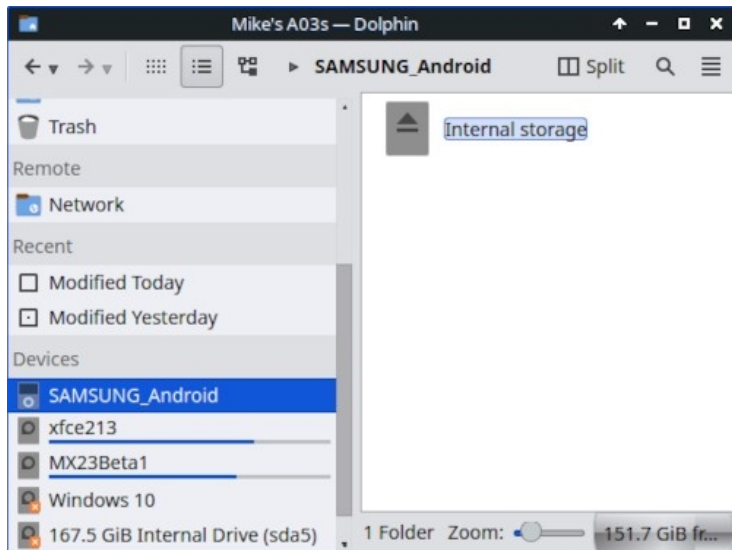 Mike's A03s — Dolphin
SAMSUNG_Android
Split
Trash
Remote
Network
Recent
Modified Today
Modified Yesterday
Devices
SAMSUNG_Android
xfce213
MX23Beta1
Windows 10
167.5 GiB Internal Drive (sda5)
Internal storage
1 Folder Zoom: 151.7 GiB fr...